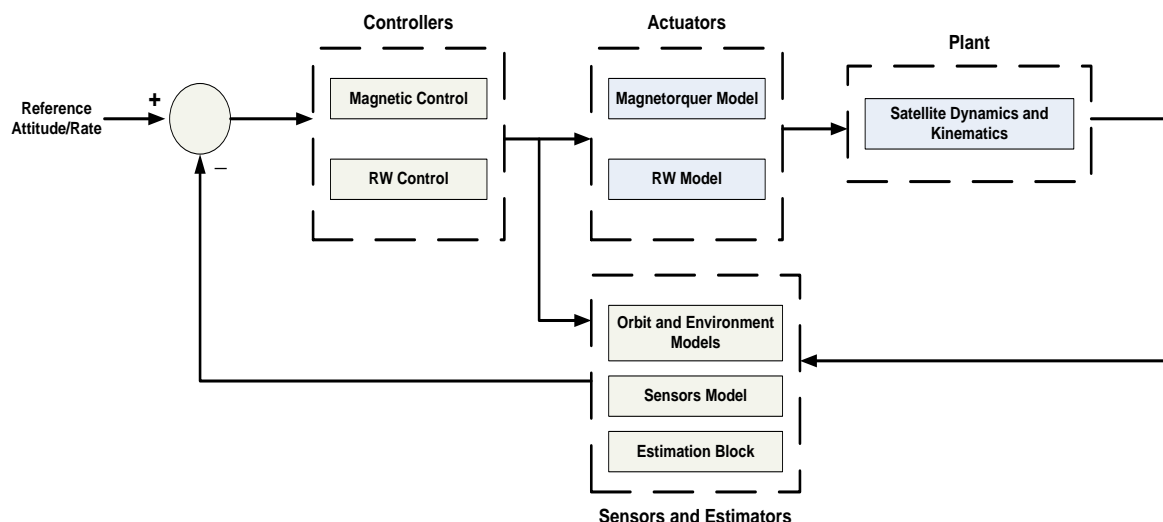 Controllers
Actuators
Plant
Reference
Attitude/Rate
+
−
Magnetic Control
RW Control
Magnetorquer Model
RW Model
Satellite Dynamics and
Kinematics
Orbit and Environment
Models
Sensors Model
Estimation Block
Sensors and Estimators